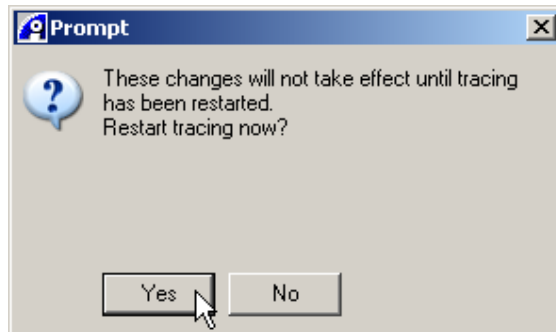 Prompt
These changes will not take effect until tracing
has been restarted.
Restart tracing now?
Yes
No